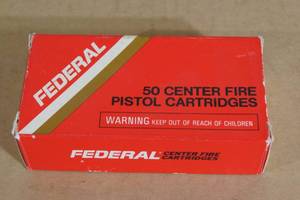 FEDERAL
50 CENTER FIRE
PISTOL CARTRIDGES
WARNING KEEP OUT OF REACH OF CHILDREN
FEDERAL CENTER FIRE
CARTRIDGES